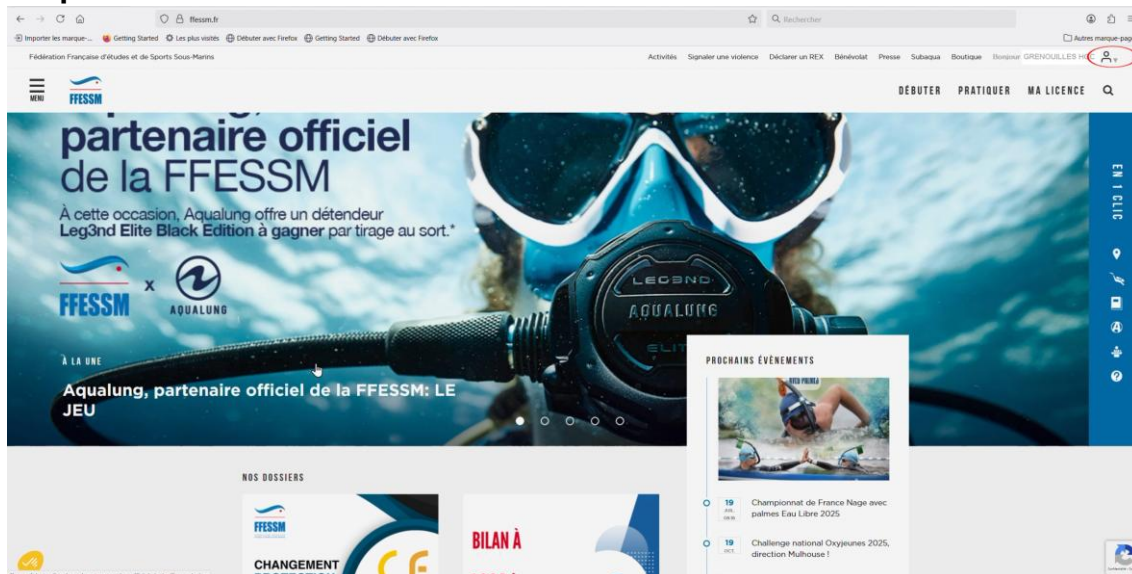 ffessm.fr
Rechercher
Importer les marque-...
Getting Started
Les plus visités
Débuter avec Firefox
Getting Started
Débuter avec Firefox
Autres marque-pag
Fédération Française d'études et de Sports Sous-Marins
Activités
Signaler une violence
Déclarer un REX
Bénévolat
Presse
Subaqua
Boutique
Bonjour GRENOUILLES
MENU
FFESSM
DÉBUTER
PRATIQUER
MA LICENCE
partenaire officiel
de la FFESSM
À cette occasion, Aqualung offre un détendeur
Leg3nd Elite Black Edition à gagner par tirage au sort.*
FFESSM
x
AQUALUNG
LEG3ND
AQUALUNG
ELIT
EN 1 CLIC
À LA UNE
Aqualung, partenaire officiel de la FFESSM: LE
JEU
PROCHAINS ÉVÈNEMENTS
19
Championnat de France Nage avec
palmes Eau Libre 2025
19
OCT.
Challenge national Oxyjeunes 2025,
direction Mulhouse !
NOS DOSSIERS
FFESSM
CHANGEMENT
BILAN À